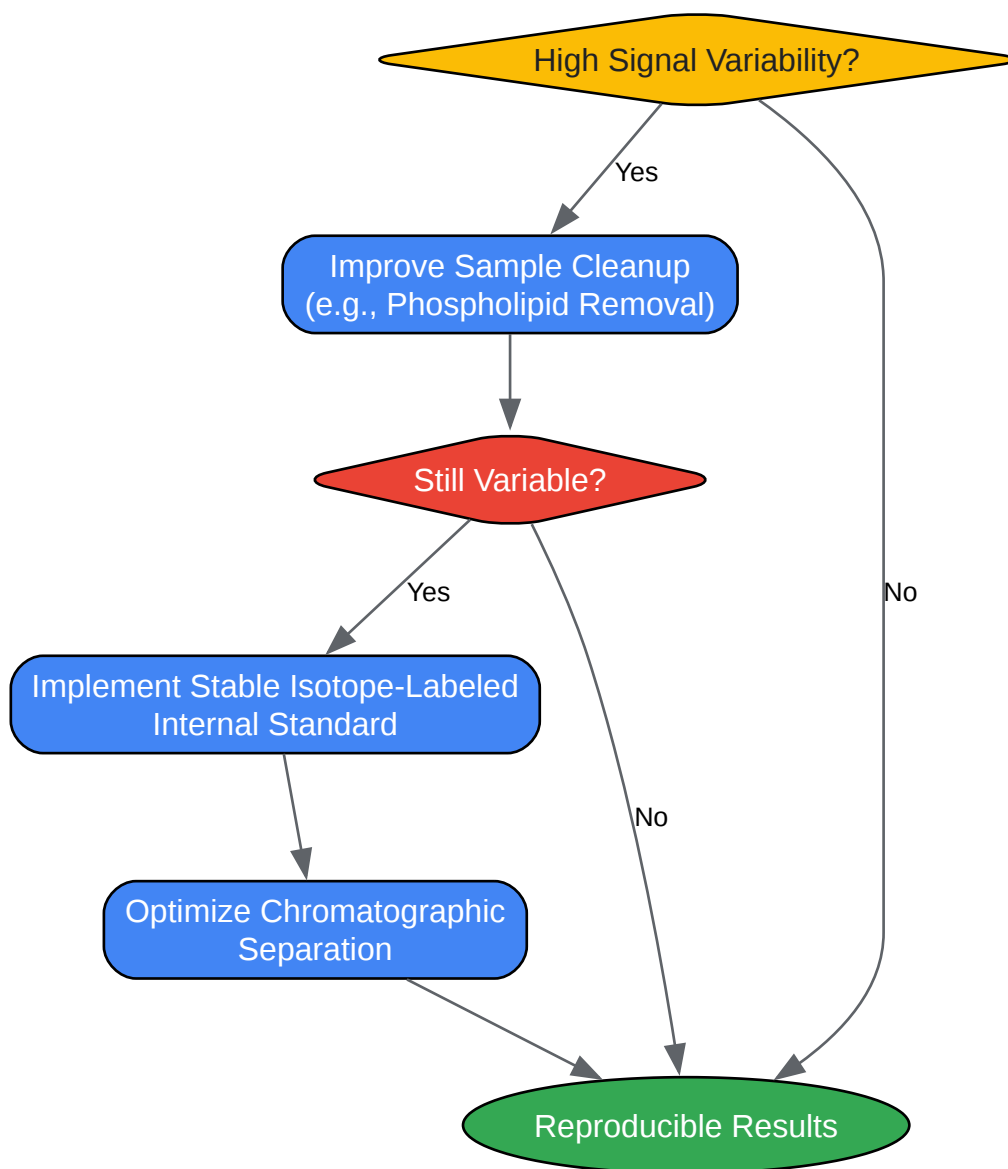 High Signal Variability?
Yes
Improve Sample Cleanup
(e.g., Phospholipid Removal)
Still Variable?
Yes
No
Implement Stable Isotope-Labeled
Internal Standard
No
Optimize Chromatographic
Separation
Reproducible Results